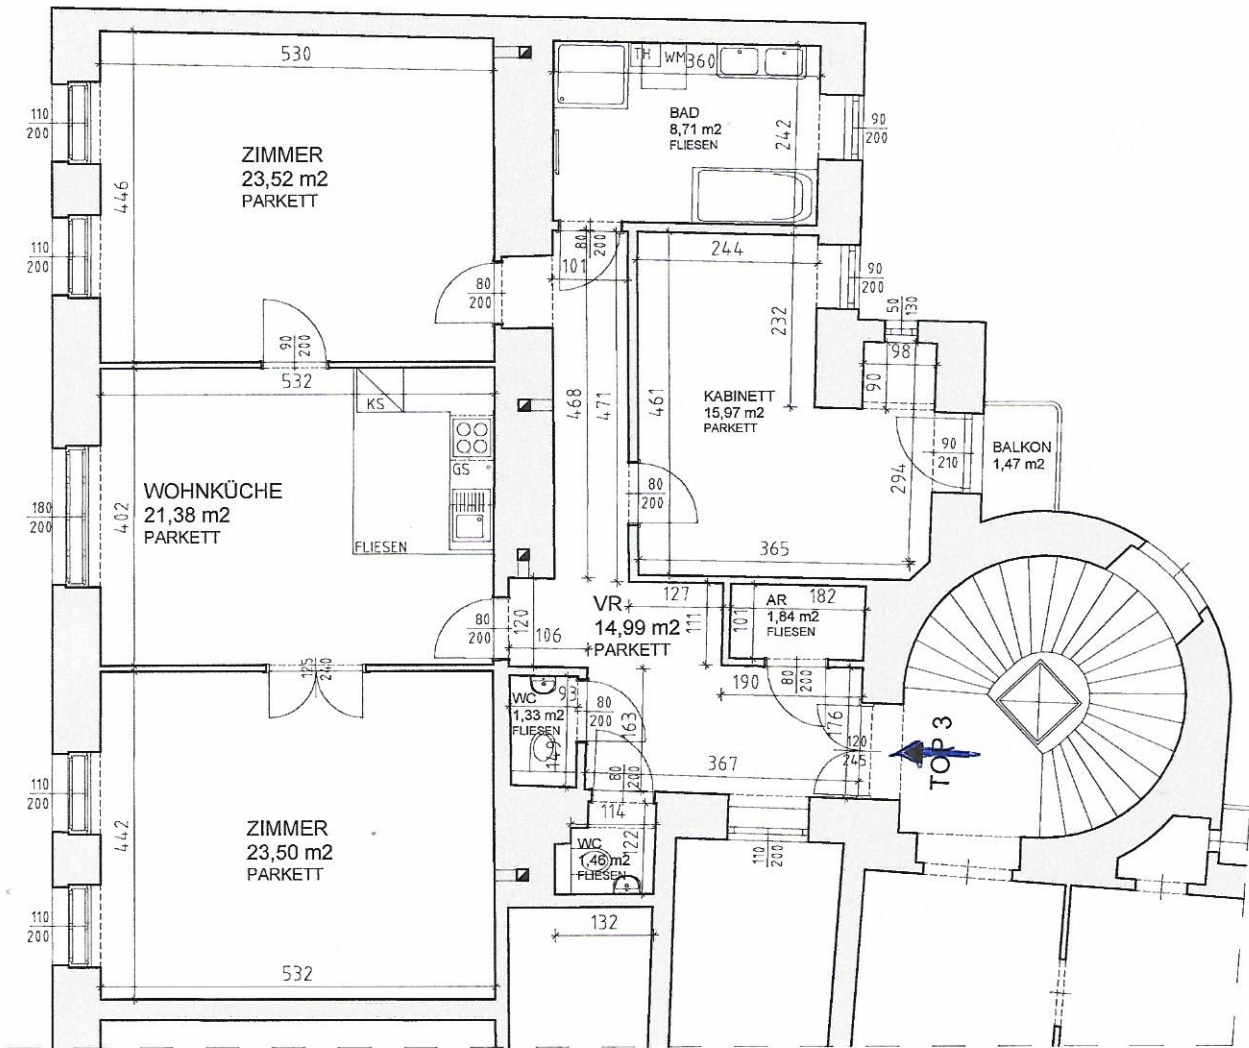 530
TH
WM
360
110
200
ZIMMER
23,52 m2
PARKETT
446
BAD
8,71 m2
FLIESEN
242
90
200
110
200
80
200
101
244
90
200
80
200
50
130
90
200
232
98
90
532
KS
468
471
461
KABINETT
15,97 m2
PARKETT
GS
BALKON
1,47 m2
90
210
294
WOHNKÜCHE
21,38 m2
PARKETT
180
200
402
80
200
FLIESEN
365
VR
14,99 m2
PARKETT
127
111
101
AR
1,84 m2
FLIESEN
182
80
200
120
106
125
240
WC
1,33 m2
FLIESEN
93
149
80
200
163
190
80
200
176
120
245
TOP 3
367
80
200
110
200
442
ZIMMER
23,50 m2
PARKETT
114
122
WC
1,46 m2
FLIESEN
110
200
110
200
132
532